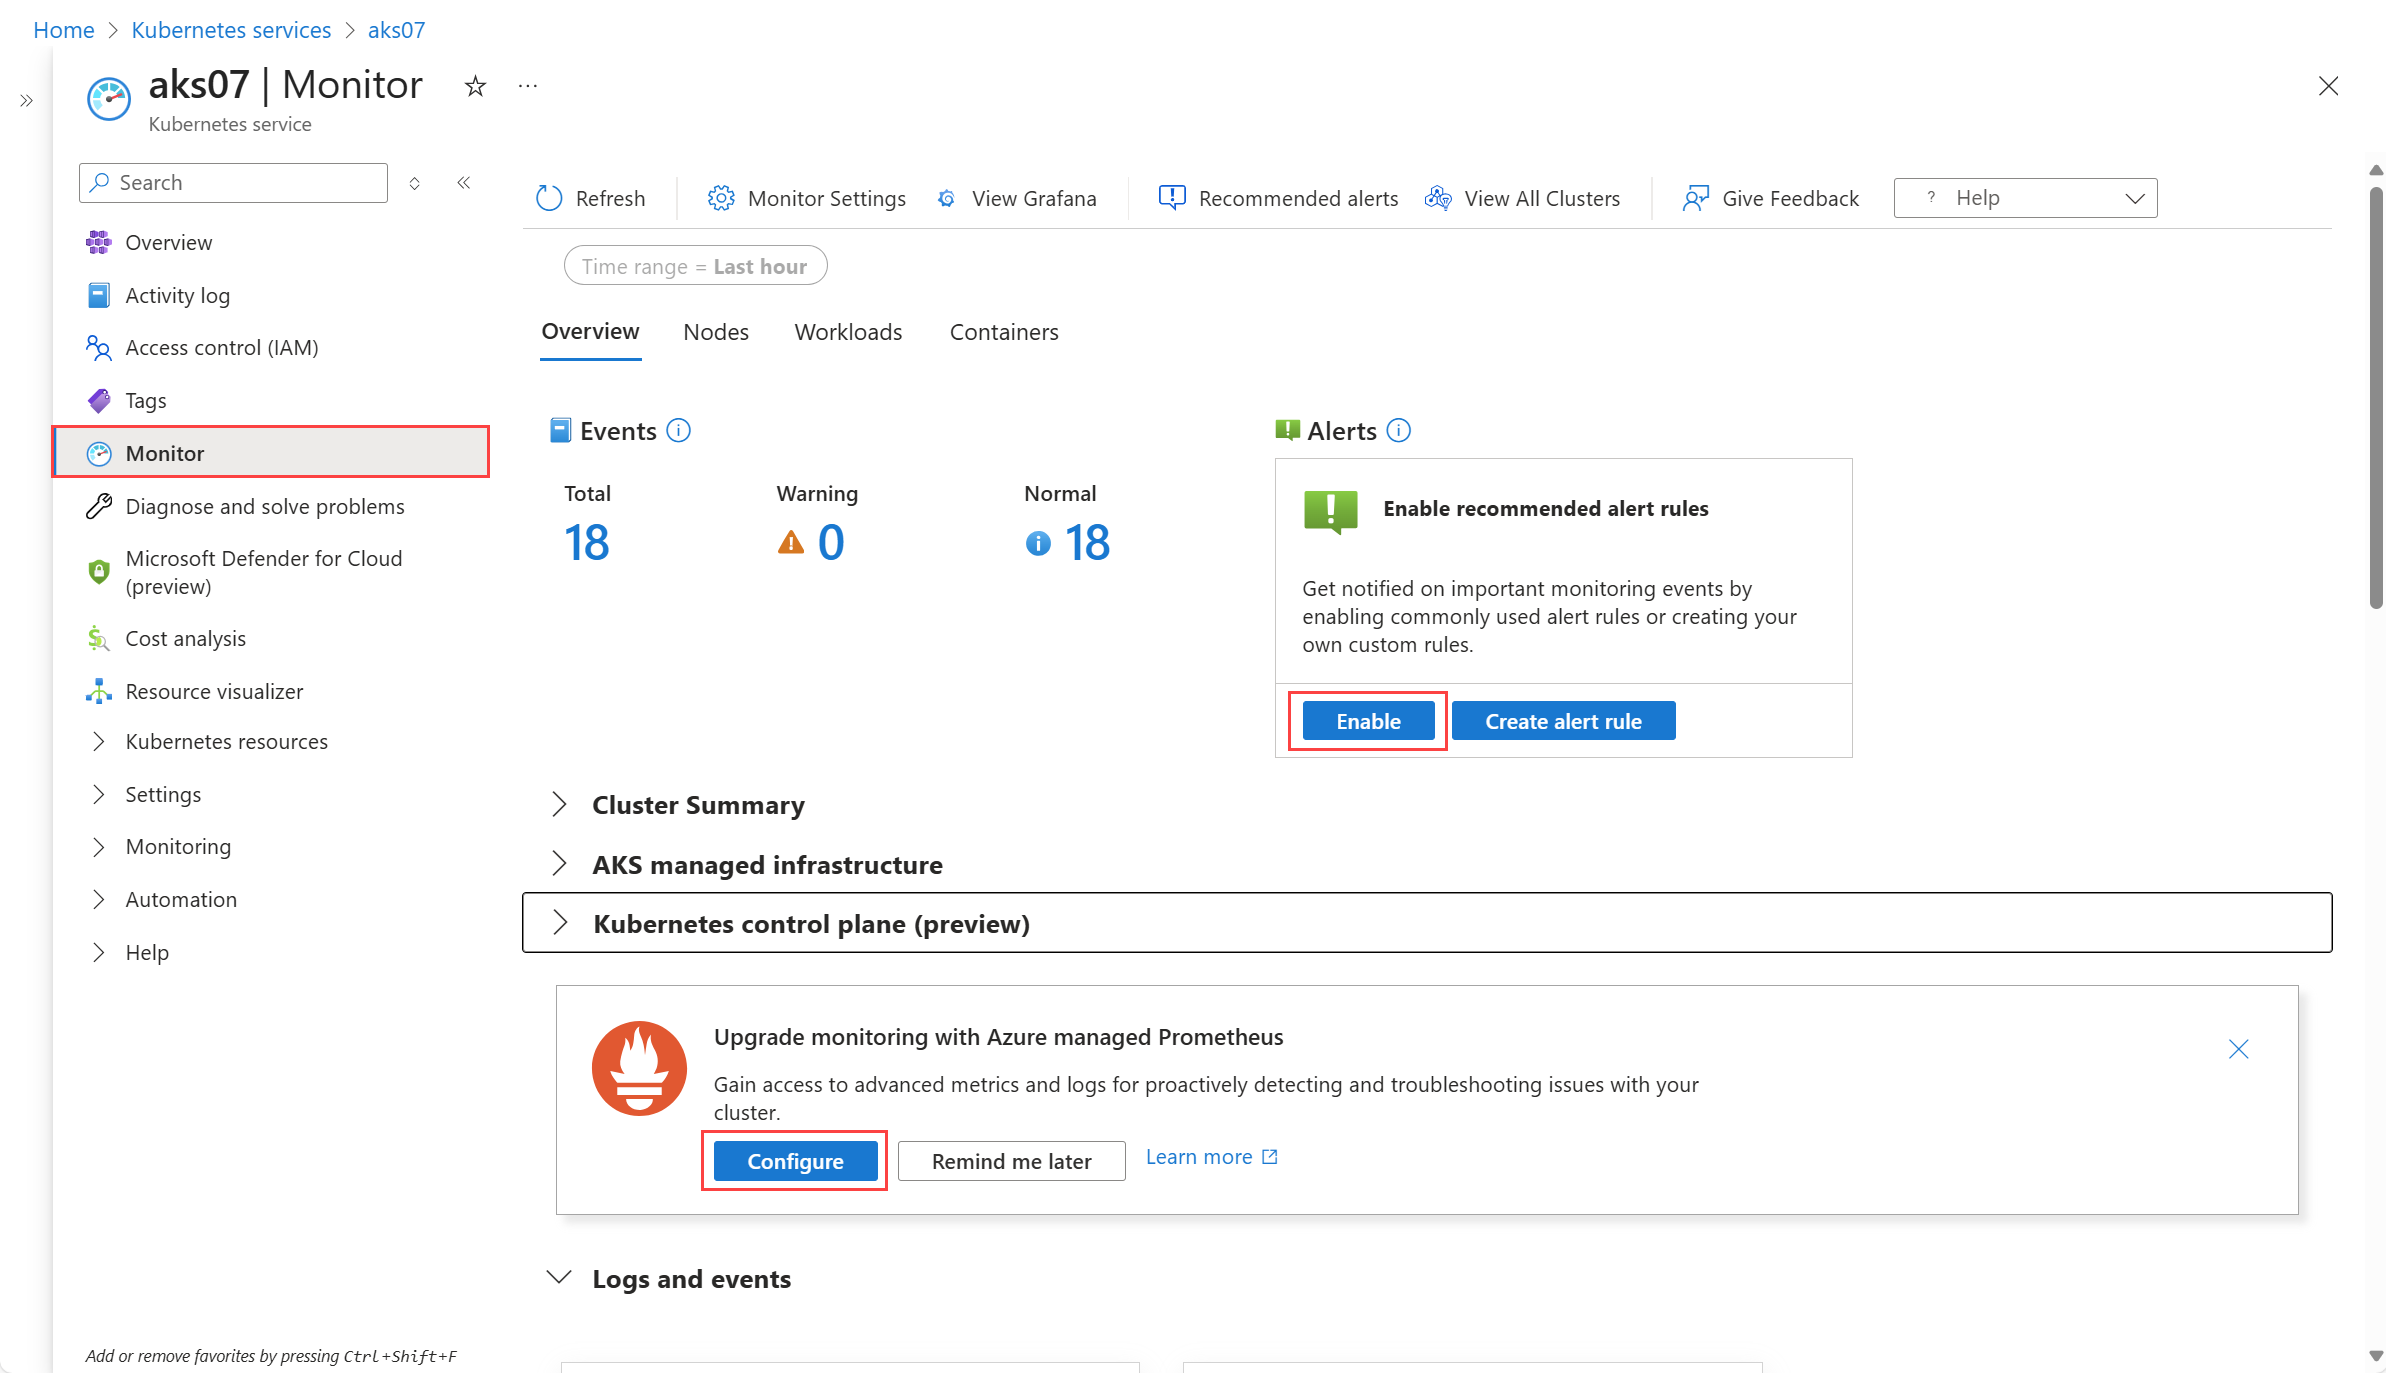 Home > Kubernetes services > aks07
aks07 | Monitor
Kubernetes service
Search
Overview
Activity log
Access control (IAM)
Tags
Monitor
Diagnose and solve problems
Microsoft Defender for Cloud
(preview)
Cost analysis
Resource visualizer
Kubernetes resources
Settings
Monitoring
Automation
Help
Add or remove favorites by pressing Ctrl+Shift+F
Refresh Monitor Settings View Grafana Recommended alerts View All Clusters Give Feedback ? Help
Time range = Last hour
Overview Nodes Workloads Containers
Events
Total Warning Normal
18 0 18
Alerts
Enable recommended alert rules
Get notified on important monitoring events by
enabling commonly used alert rules or creating your
own custom rules.
Enable Create alert rule
Cluster Summary
AKS managed infrastructure
Kubernetes control plane (preview)
Upgrade monitoring with Azure managed Prometheus
Gain access to advanced metrics and logs for proactively detecting and troubleshooting issues with your
cluster.
Configure Remind me later Learn more
Logs and events